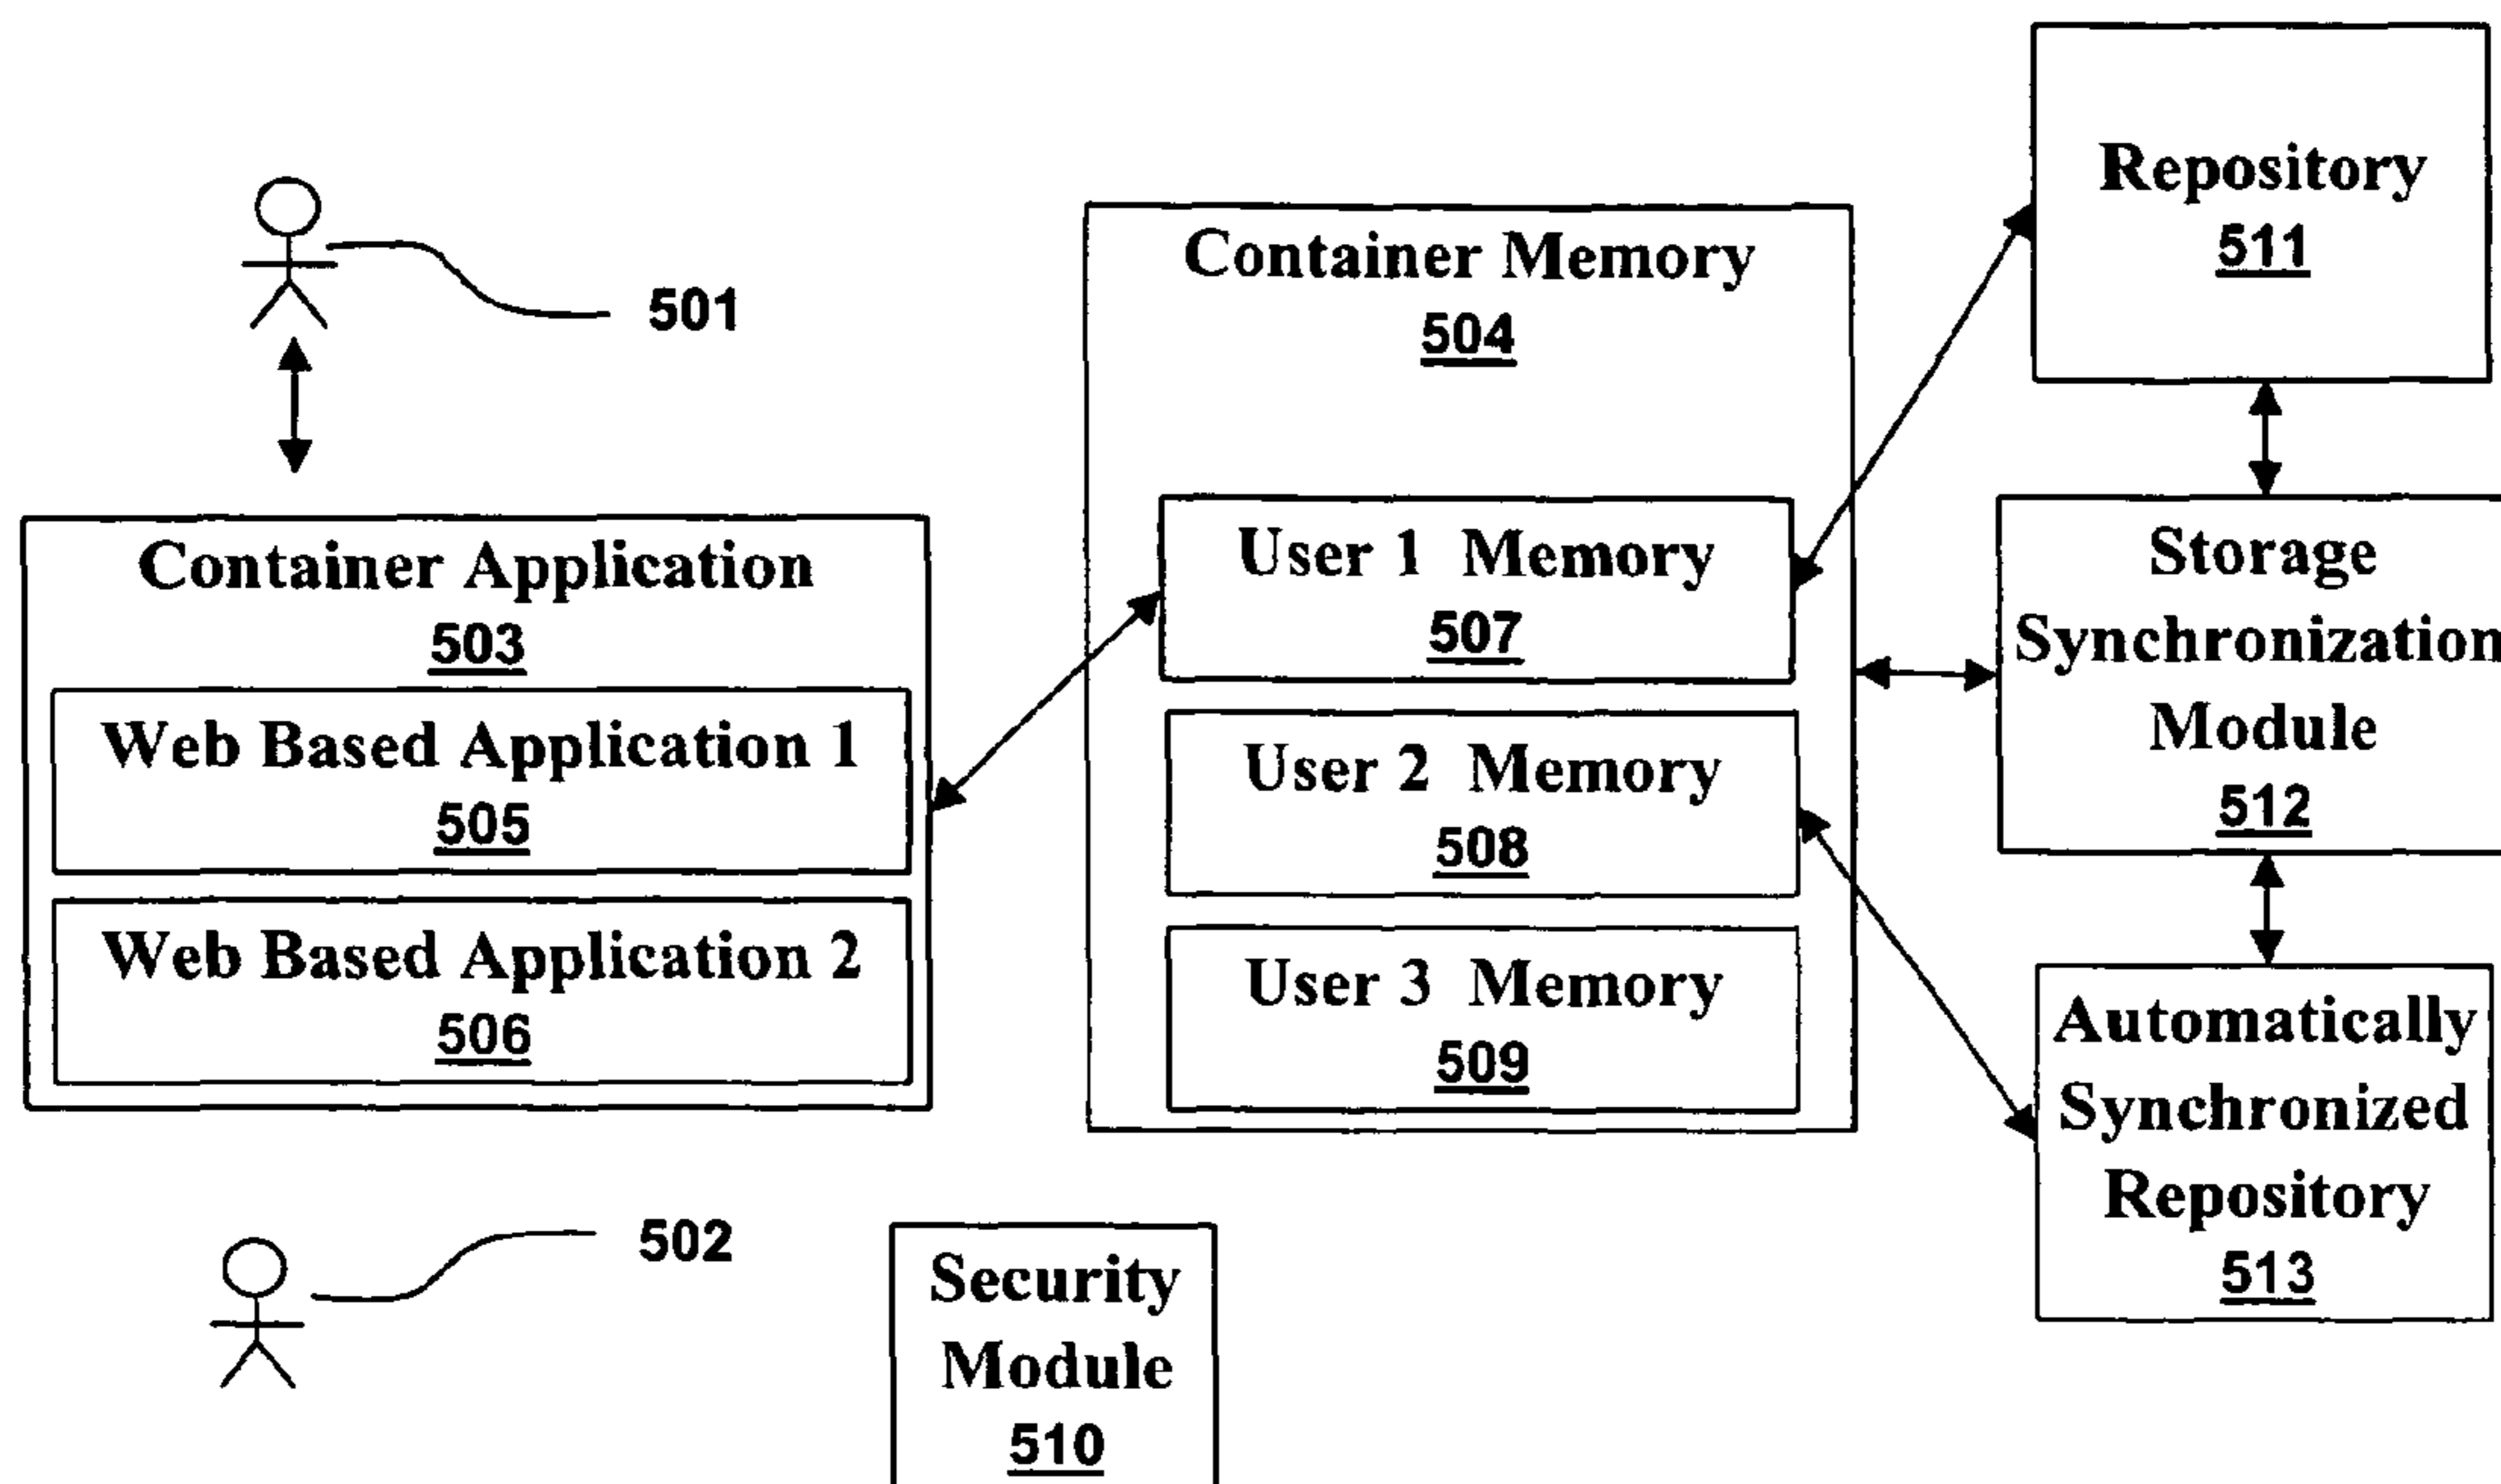 501
Container Application
503
Web Based Application 1
505
Web Based Application 2
506
502
Container Memory
504
User 1 Memory
507
User 2 Memory
508
User 3 Memory
509
Security
Module
510
Repository
511
Storage
Synchronization
Module
512
Automatically
Synchronized
Repository
513